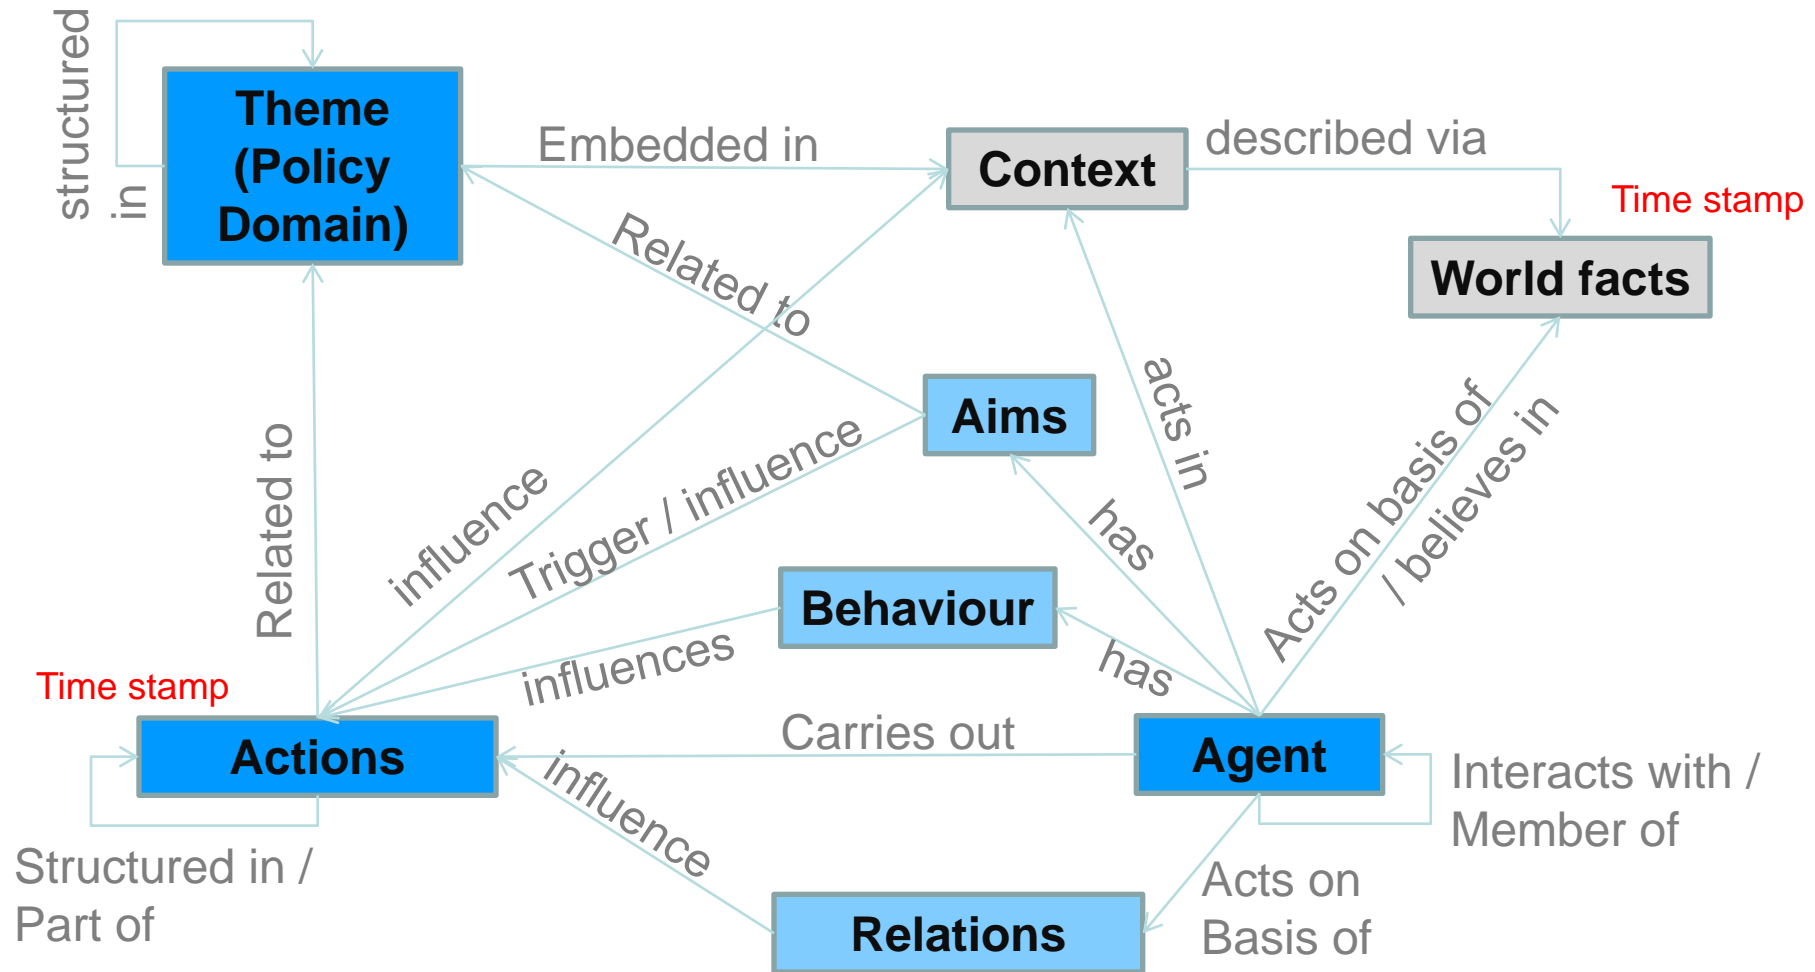 structured
in
Theme
(Policy
Domain)
Embedded in
Context
described via
Time stamp
World facts
Related to
Aims
acts in
Acts on basis of
/ believes in
Related to
influence
Trigger / influence
has
Behaviour
influences
has
Time stamp
Actions
Carries out
Agent
Interacts with /
Member of
influence
Structured in /
Part of
Acts on
Basis of
Relations